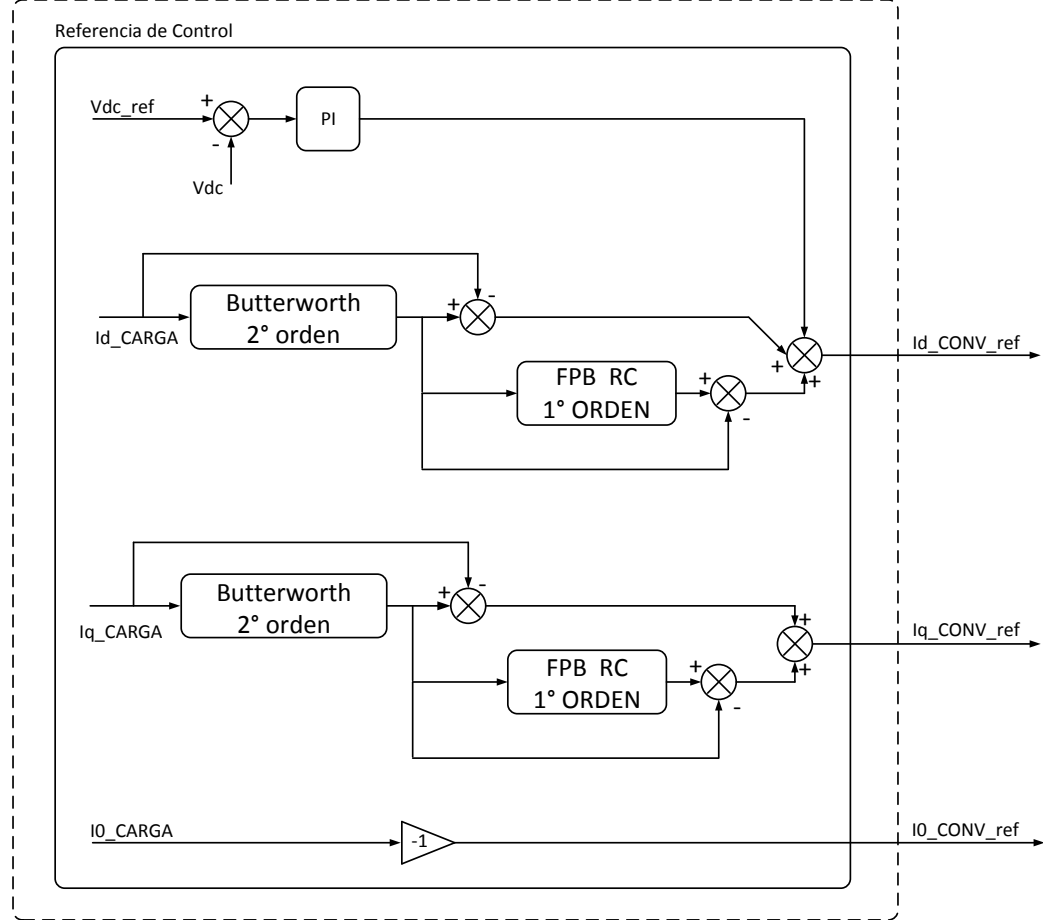 Referencia de Control
Vdc_ref
+
-
PI
Vdc
Id_CARGA
Butterworth
2° orden
+
-
FPB RC
1° ORDEN
+
-
+
+
Id_CONV_ref
Iq_CARGA
Butterworth
2° orden
+
-
FPB RC
1° ORDEN
+
-
+
+
Iq_CONV_ref
I0_CARGA
-1
I0_CONV_ref